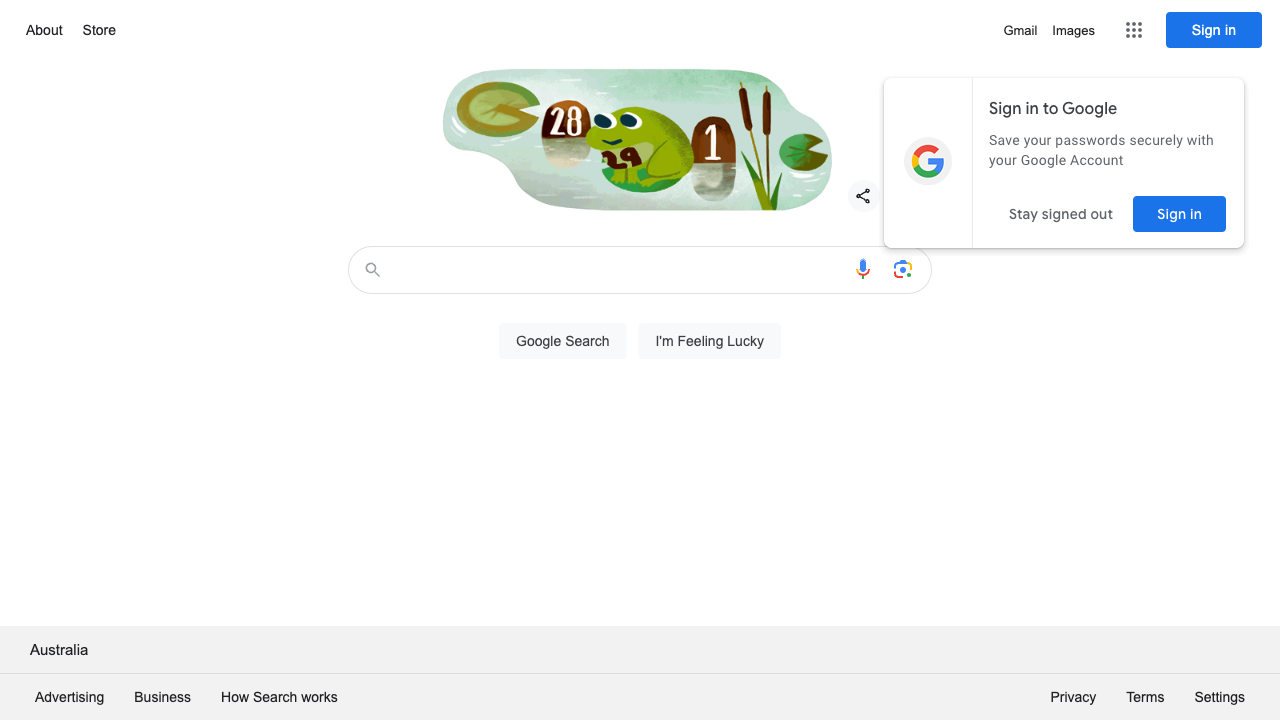 About Store
Gmail Images Sign in
28 29 1
Sign in to Google
Save your passwords securely with
your Google Account
Stay signed out Sign in
Google Search I'm Feeling Lucky
Australia
Advertising Business How Search works
Privacy Terms Settings